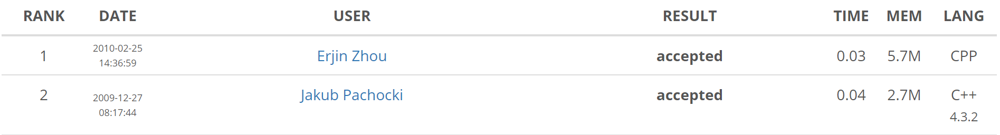 RANK DATE USER RESULT TIME MEM LANG
1 2010-02-25 14:36:59 Erjin Zhou accepted 0.03 5.7M CPP
2 2009-12-27 08:17:44 Jakub Pachocki accepted 0.04 2.7M C++ 4.3.2